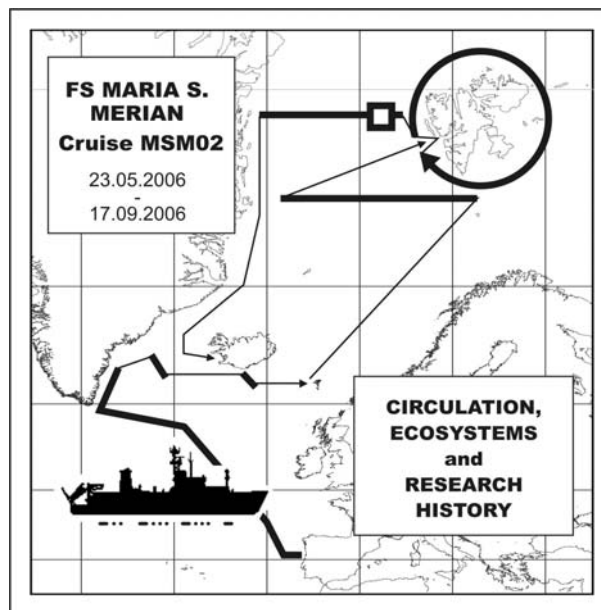 FS MARIA S.
MERIAN
Cruise MSM02
23.05.2006
-
17.09.2006
CIRCULATION,
ECOSYSTEMS
and
RESEARCH
HISTORY